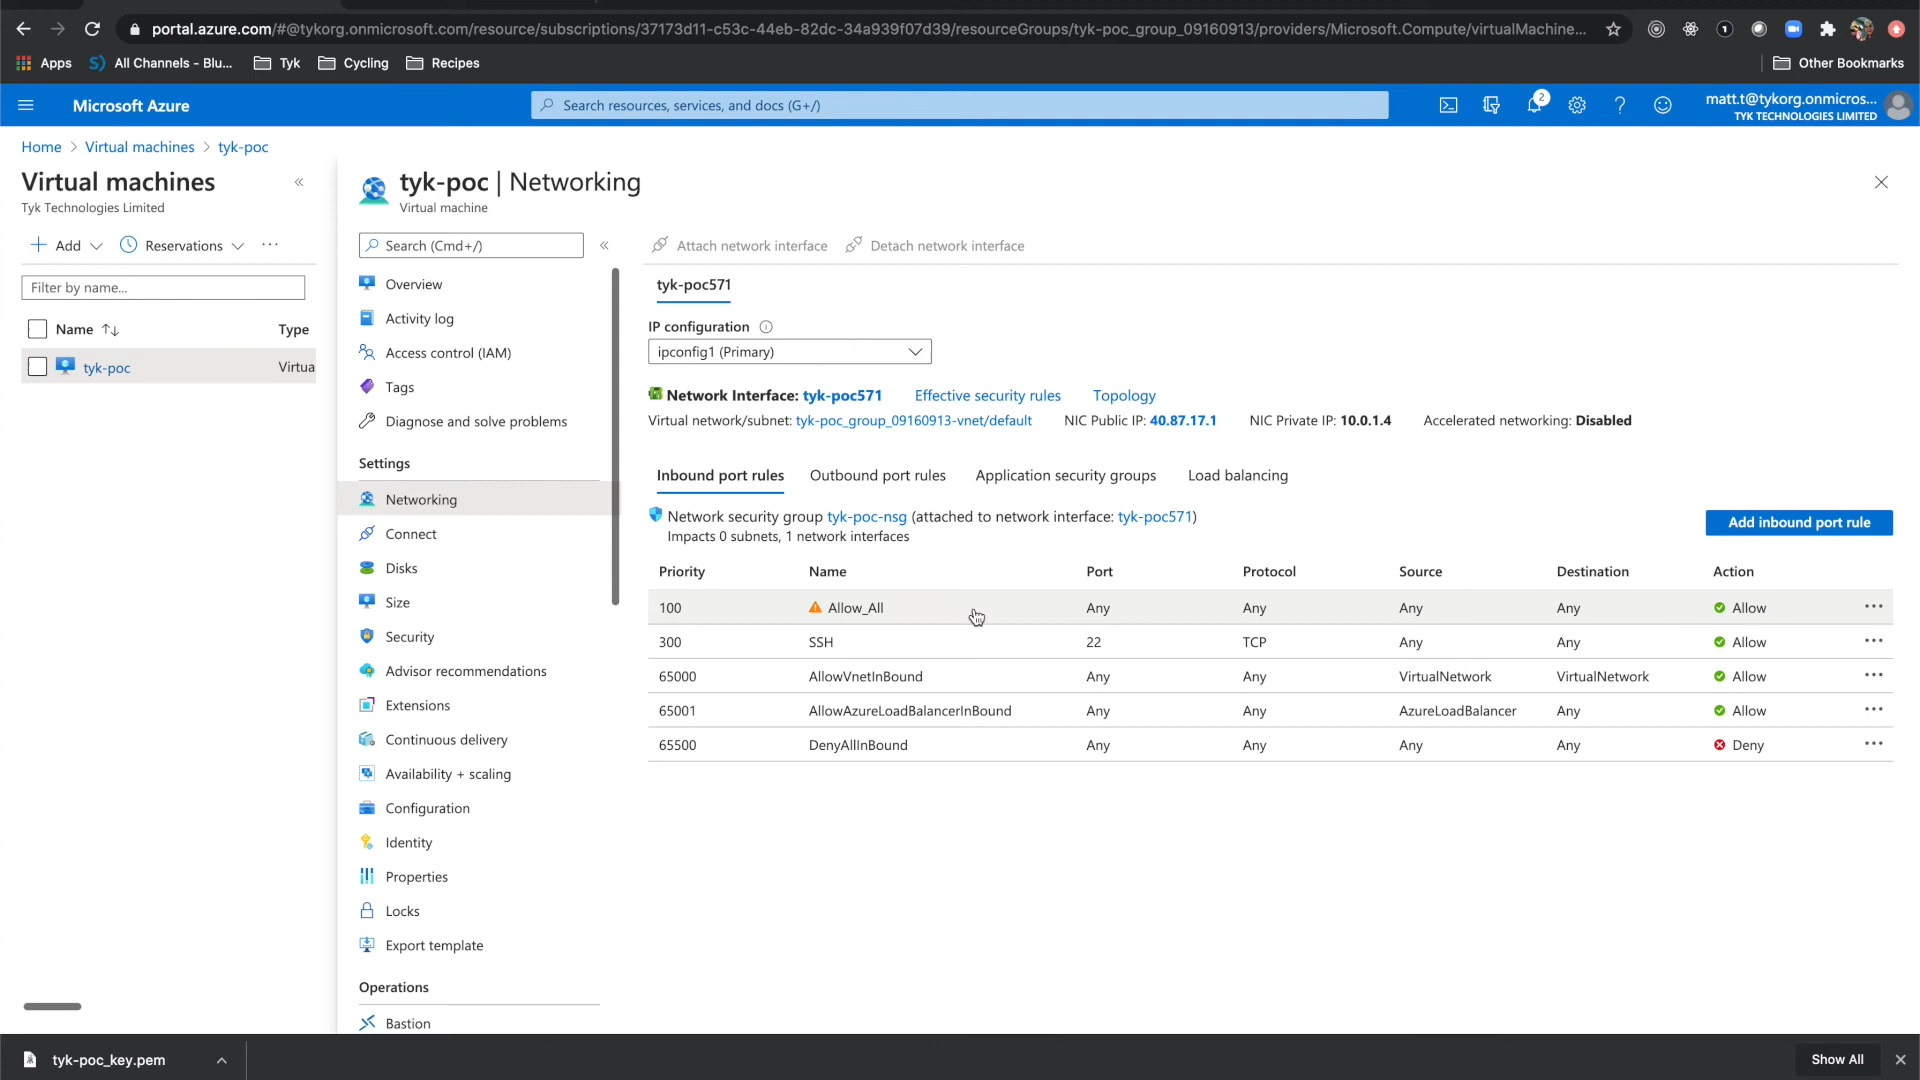 portal.azure.com/#@tykorg.onmicrosoft.com/resource/subscriptions/37173d11-c53c-44eb-82dc-34a939f07d39/resourceGroups/tyk-poc_group_09160913/providers/Microsoft.Compute/virtualMachine...
Apps All Channels - Blu... Tyk Cycling Recipes Other Bookmarks
Microsoft Azure Search resources, services, and docs (G+/) 2 matt.t@tykorg.onmicros...
TYK TECHNOLOGIES LIMITED
Home > Virtual machines > tyk-poc
Virtual machines
Tyk Technologies Limited
+ Add Reservations ...
Filter by name...
Name Type
tyk-poc Virtua
tyk-poc | Networking
Virtual machine
Search (Cmd+/)
Overview
Activity log
Access control (IAM)
Tags
Diagnose and solve problems
Settings
Networking
Connect
Disks
Size
Security
Advisor recommendations
Extensions
Continuous delivery
Availability + scaling
Configuration
Identity
Properties
Locks
Export template
Operations
Bastion
Attach network interface Detach network interface
tyk-poc571
IP configuration
ipconfig1 (Primary)
Network Interface: tyk-poc571 Effective security rules Topology
Virtual network/subnet: tyk-poc_group_09160913-vnet/default NIC Public IP: 40.87.17.1 NIC Private IP: 10.0.1.4 Accelerated networking: Disabled
Inbound port rules Outbound port rules Application security groups Load balancing
Network security group tyk-poc-nsg (attached to network interface: tyk-poc571)
Impacts 0 subnets, 1 network interfaces
Add inbound port rule
Priority Name Port Protocol Source Destination Action
100 Allow_All Any Any Any Any Allow ...
300 SSH 22 TCP Any Any Allow ...
65000 AllowVnetInBound Any Any VirtualNetwork VirtualNetwork Allow ...
65001 AllowAzureLoadBalancerInBound Any Any AzureLoadBalancer Any Allow ...
65500 DenyAllInBound Any Any Any Any Deny ...
tyk-poc_key.pem Show All